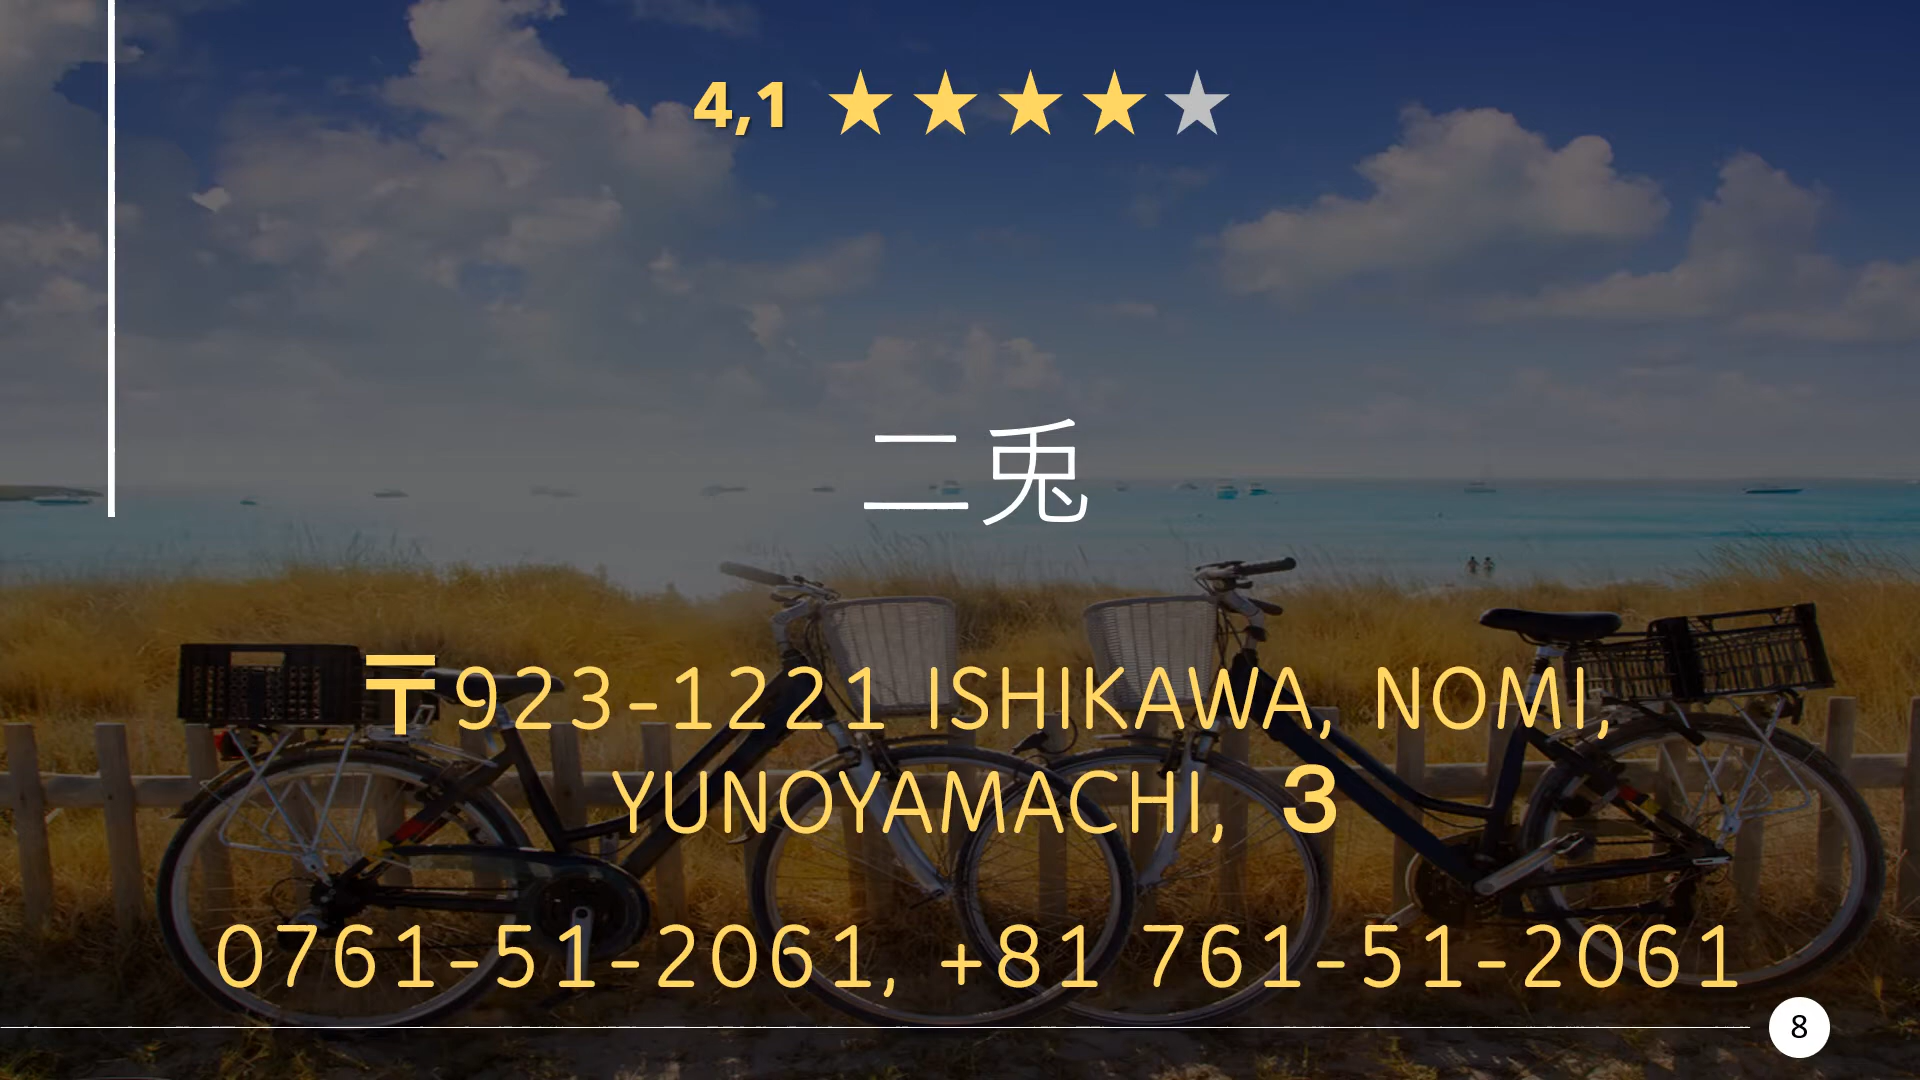 4,1
二兎
〒923-1221 ISHIKAWA, NOMI,
YUNOYAMACHI, ３
0761-51-2061, +81 761-51-2061
8